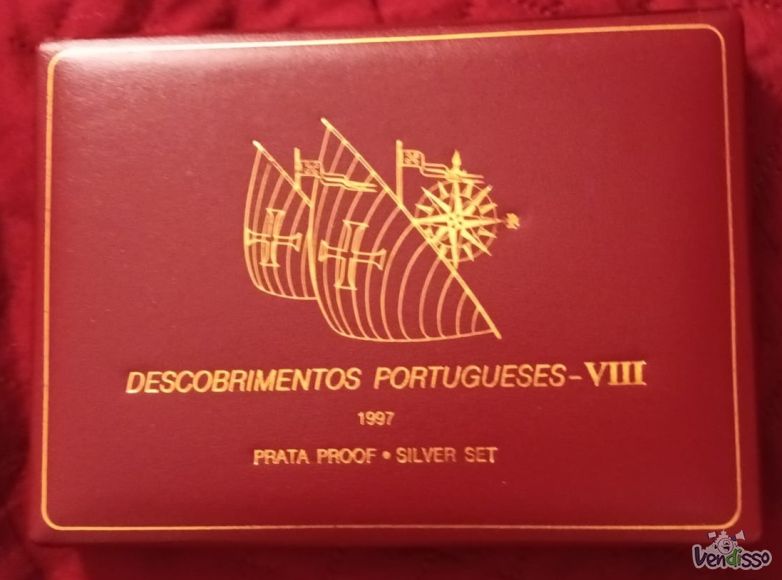 DESCOBRIMENTOS PORTUGUESES - VIII
1997
PRATA PROOF • SILVER SET
Vendisso